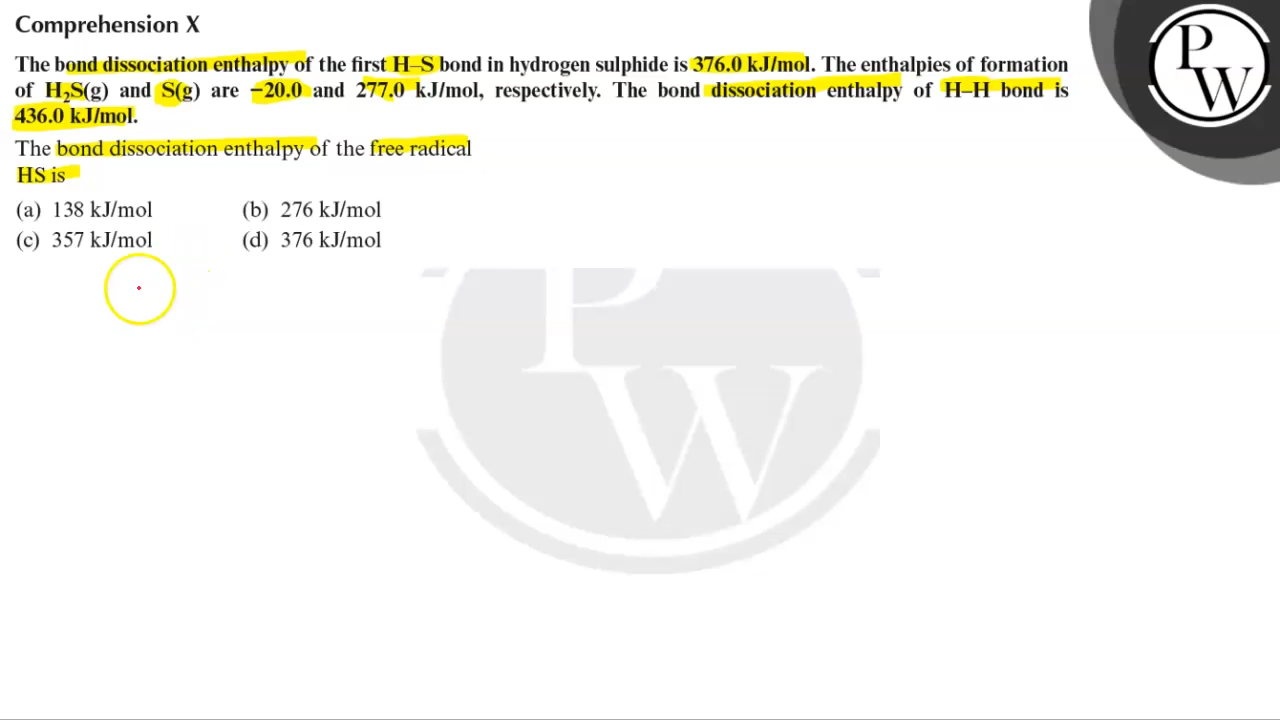 Comprehension X
The bond dissociation enthalpy of the first H–S bond in hydrogen sulphide is 376.0 kJ/mol. The enthalpies of formation
of H₂S(g) and S(g) are −20.0 and 277.0 kJ/mol, respectively. The bond dissociation enthalpy of H–H bond is
436.0 kJ/mol.
The bond dissociation enthalpy of the free radical
HS is
(a) 138 kJ/mol (b) 276 kJ/mol
(c) 357 kJ/mol (d) 376 kJ/mol
P
W
P
W